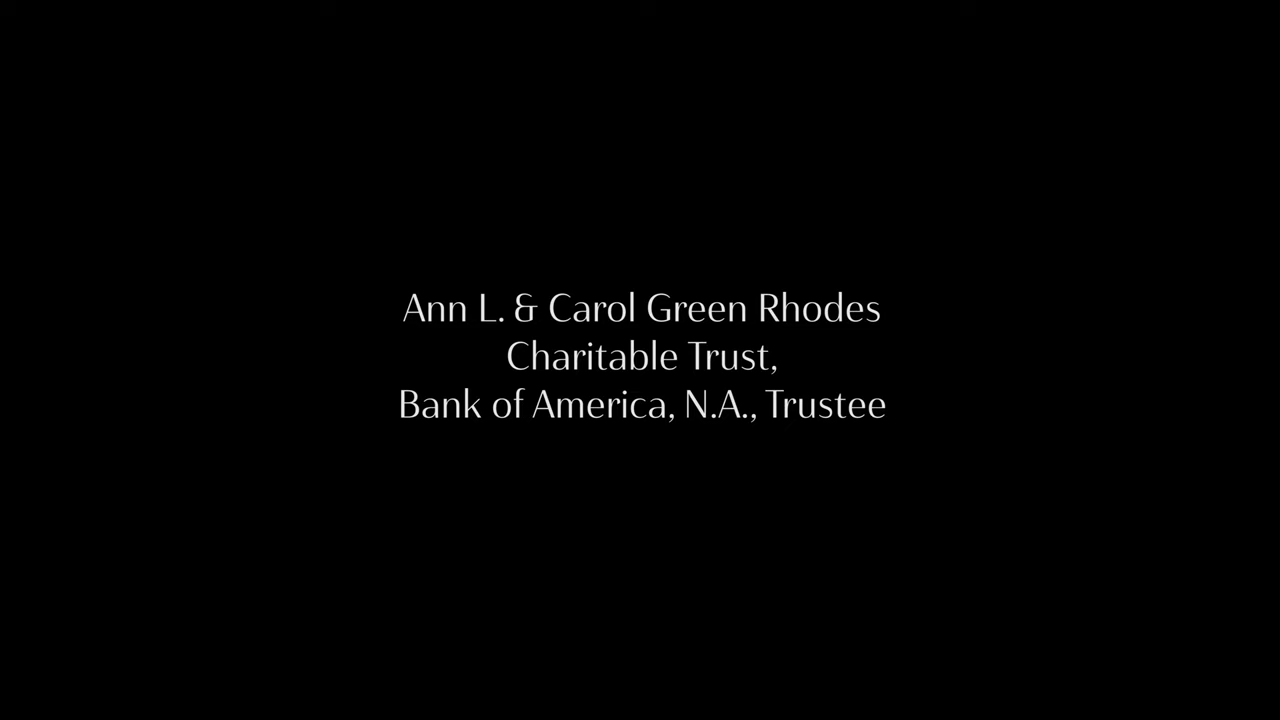 Ann L. & Carol Green Rhodes
Charitable Trust,
Bank of America, N.A., Trustee